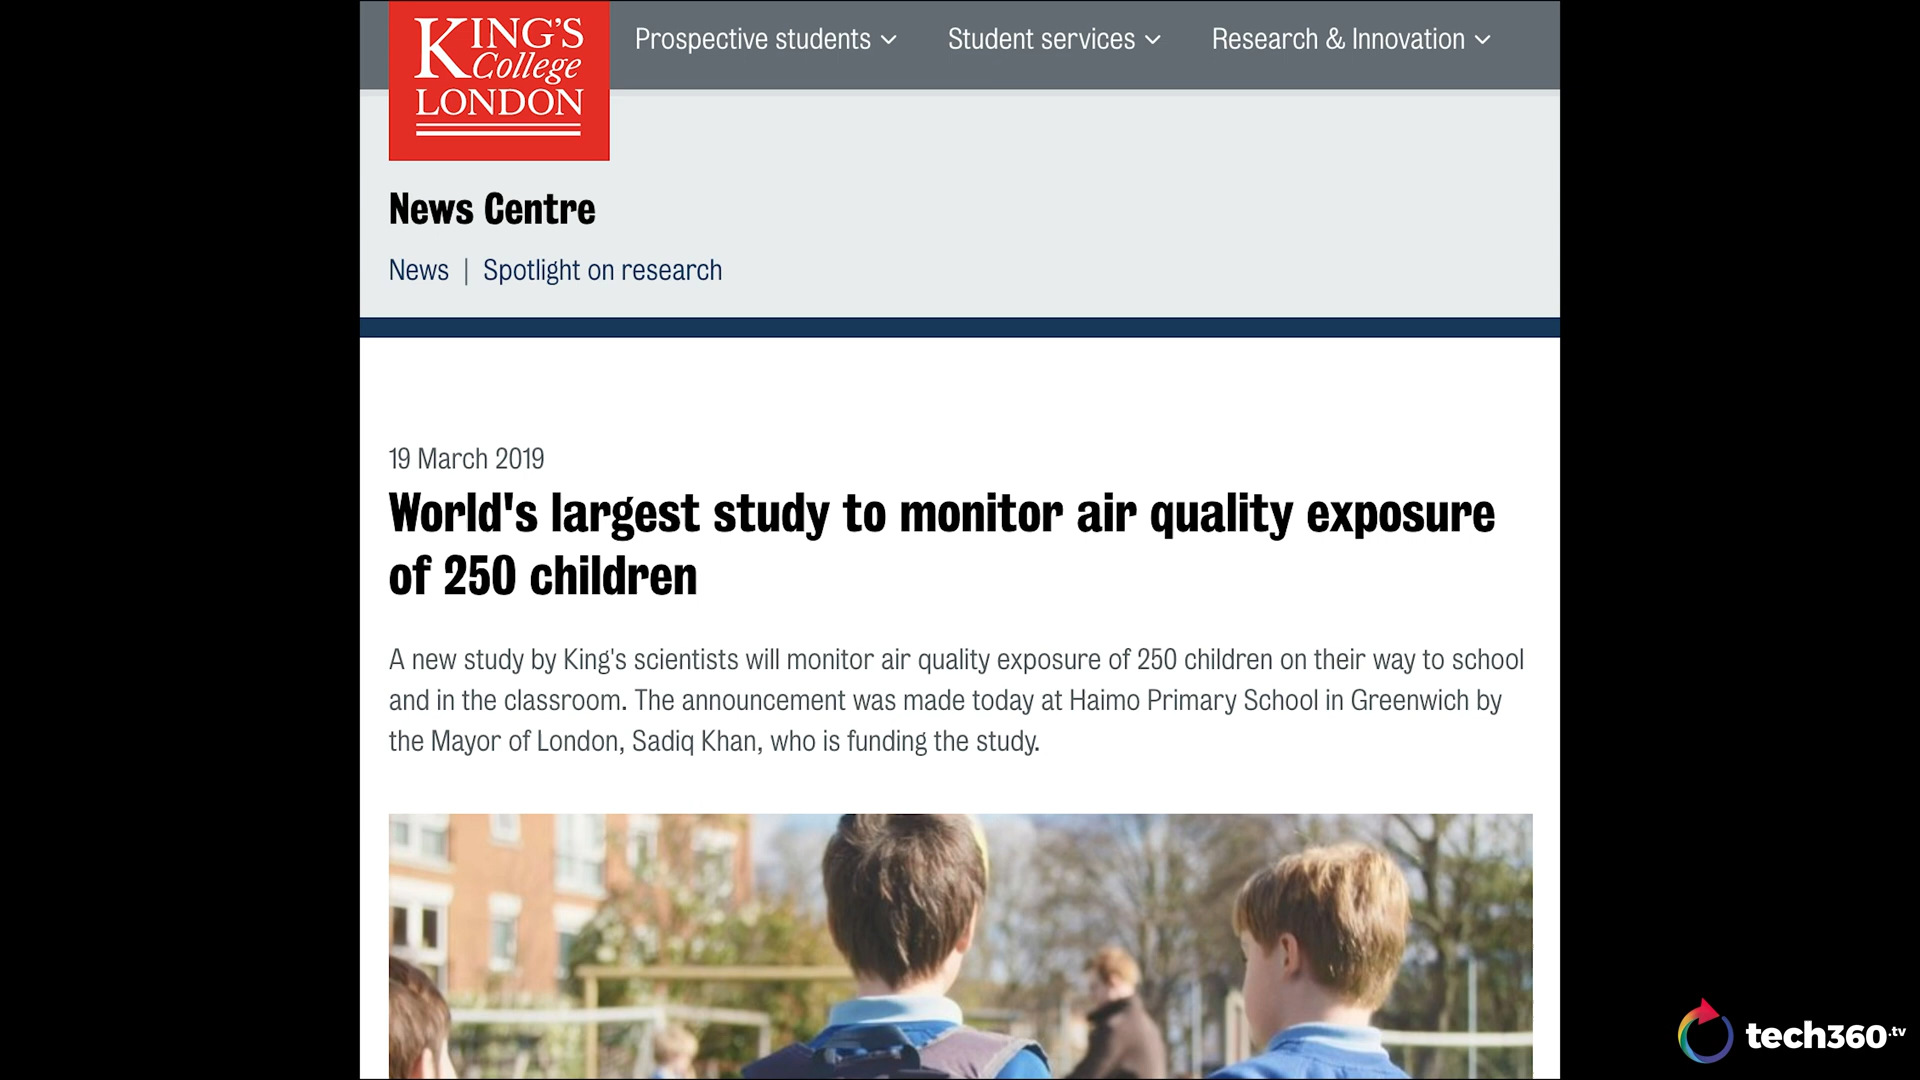 KING'S
College
LONDON
Prospective students
Student services
Research & Innovation
News Centre
News | Spotlight on research
19 March 2019
World's largest study to monitor air quality exposure
of 250 children
A new study by King's scientists will monitor air quality exposure of 250 children on their way to school
and in the classroom. The announcement was made today at Haimo Primary School in Greenwich by
the Mayor of London, Sadiq Khan, who is funding the study.
tech360.tv